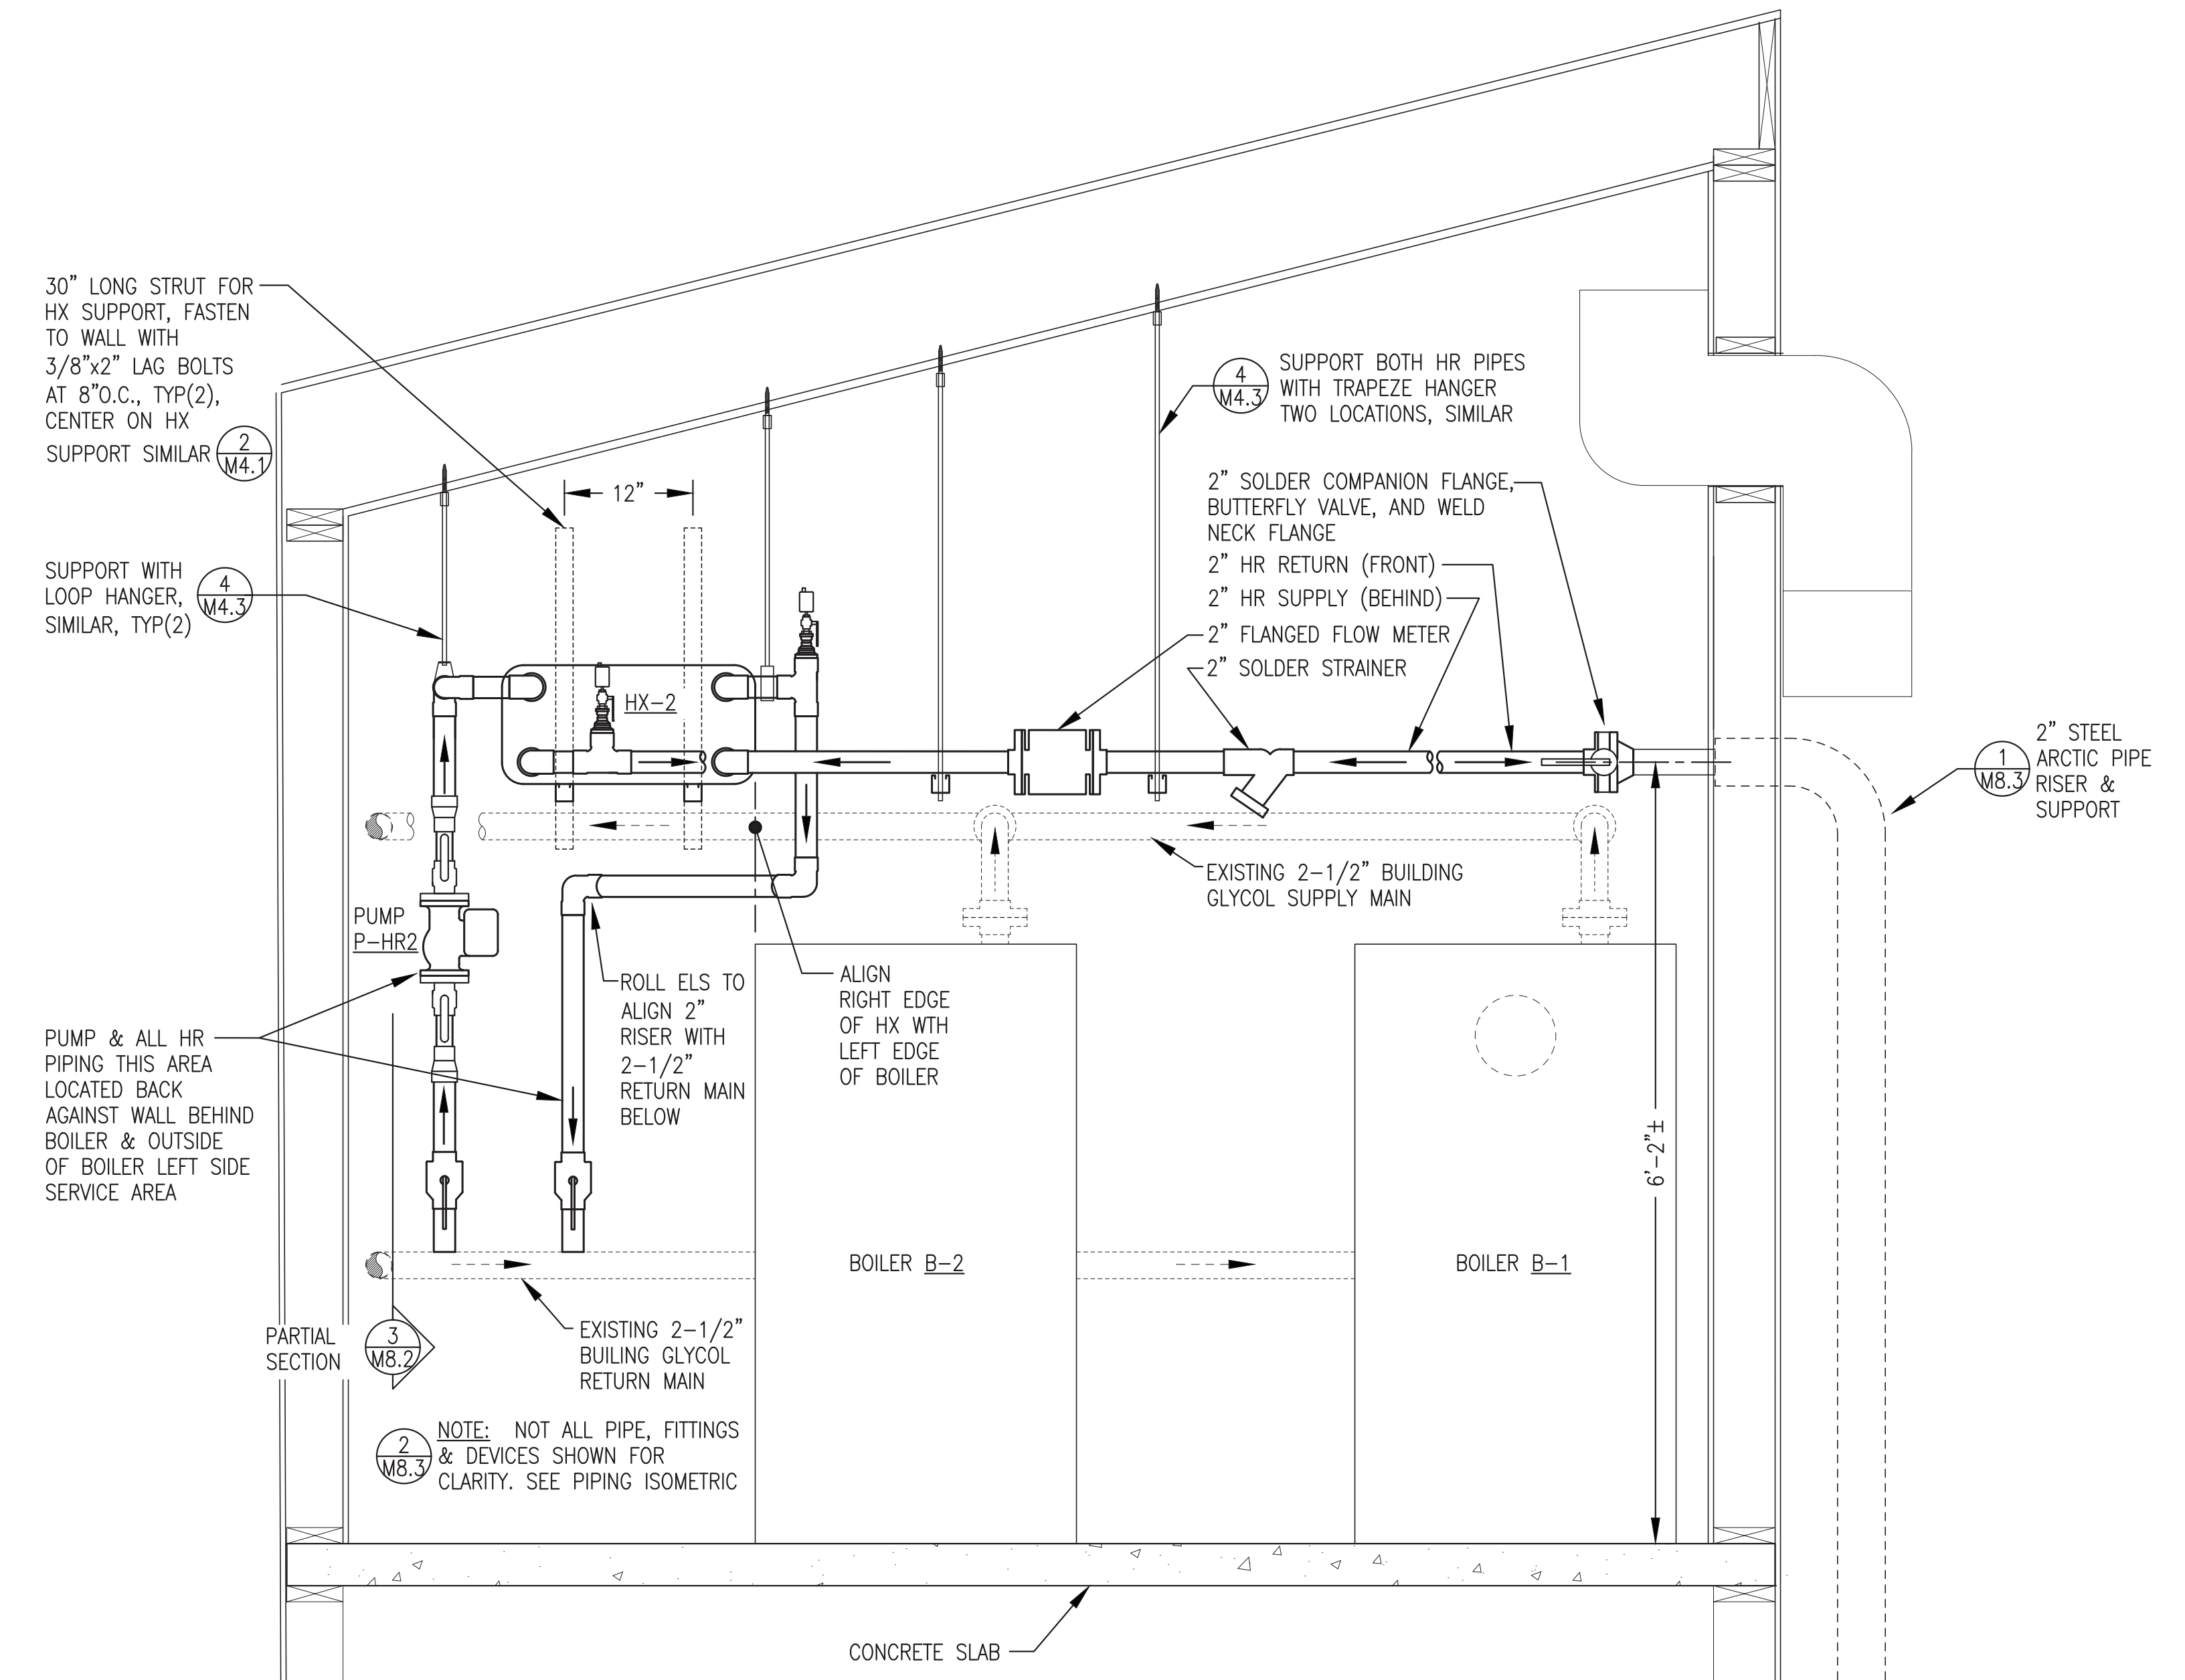 30” LONG STRUT FOR
HX SUPPORT, FASTEN
TO WALL WITH
3/8”x2” LAG BOLTS
AT 8”O.C., TYP(2),
CENTER ON HX
SUPPORT SIMILAR
2
M4.1
SUPPORT WITH
LOOP HANGER,
SIMILAR, TYP(2)
4
M4.3
12”
HX-2
4
M4.3
SUPPORT BOTH HR PIPES
WITH TRAPEZE HANGER
TWO LOCATIONS, SIMILAR
2” SOLDER COMPANION FLANGE,
BUTTERFLY VALVE, AND WELD
NECK FLANGE
2” HR RETURN (FRONT)
2” HR SUPPLY (BEHIND)
2” FLANGED FLOW METER
2” SOLDER STRAINER
1
M8.3
2” STEEL
ARCTIC PIPE
RISER &
SUPPORT
EXISTING 2-1/2” BUILDING
GLYCOL SUPPLY MAIN
PUMP
P-HR2
PUMP & ALL HR
PIPING THIS AREA
LOCATED BACK
AGAINST WALL BEHIND
BOILER & OUTSIDE
OF BOILER LEFT SIDE
SERVICE AREA
ROLL ELS TO
ALIGN 2”
RISER WITH
2-1/2”
RETURN MAIN
BELOW
ALIGN
RIGHT EDGE
OF HX WTH
LEFT EDGE
OF BOILER
6’-2”±
BOILER B-2
BOILER B-1
PARTIAL
SECTION
3
M8.2
EXISTING 2-1/2”
BUILING GLYCOL
RETURN MAIN
2
M8.3
NOTE: NOT ALL PIPE, FITTINGS
& DEVICES SHOWN FOR
CLARITY. SEE PIPING ISOMETRIC
CONCRETE SLAB